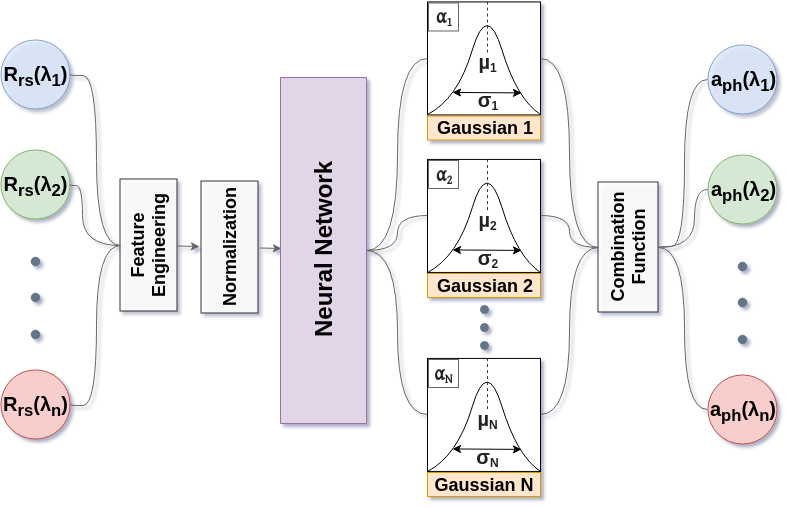 Rrs(λ1)
Rrs(λ2)
Rrs(λn)
Feature
Engineering
Normalization
Neural Network
α1
μ1
σ1
Gaussian 1
α2
μ2
σ2
Gaussian 2
αN
μN
σN
Gaussian N
Combination
Function
aph(λ1)
aph(λ2)
aph(λn)